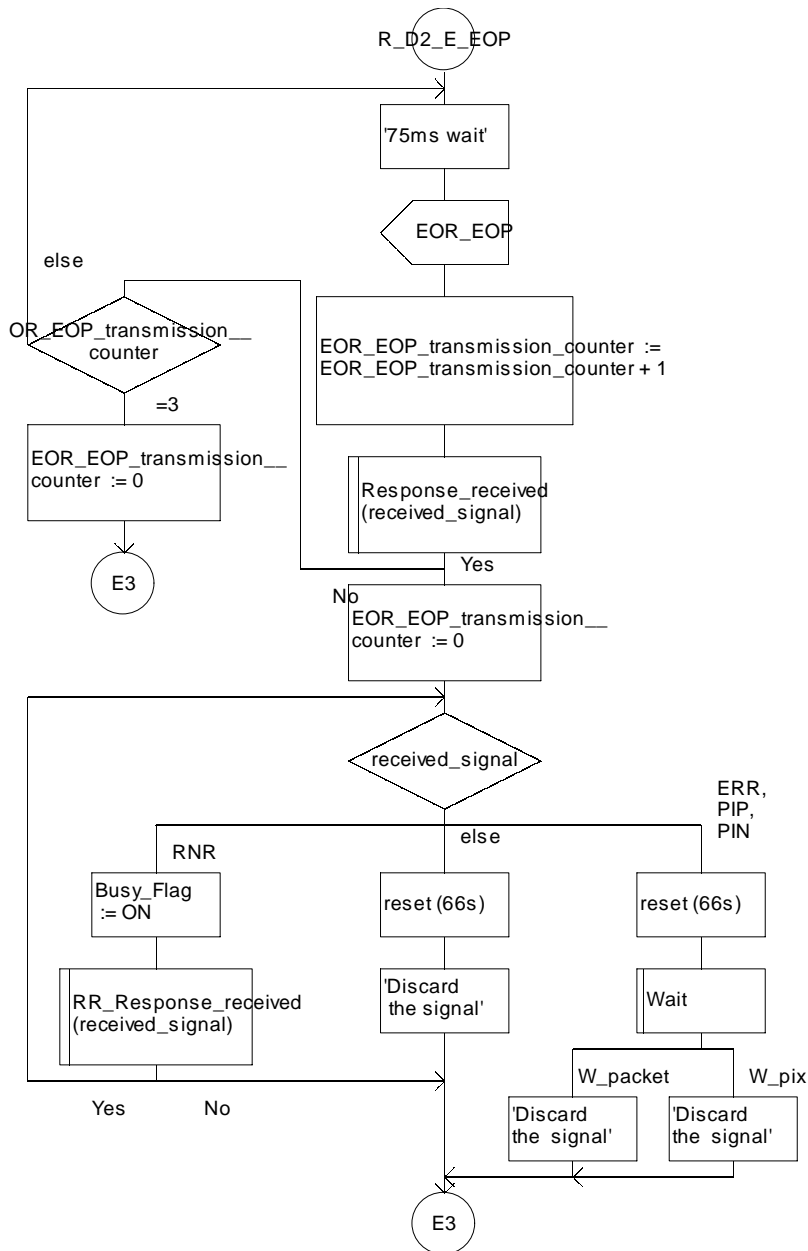 R_D2_E_EOP
'75ms wait'
EOR_EOP
else
OR_EOP_transmission__
counter
EOR_EOP_transmission_counter :=
EOR_EOP_transmission_counter + 1
=3
EOR_EOP_transmission__
counter := 0
Response_received
(received_signal)
Yes
E3
No
EOR_EOP_transmission__
counter := 0
received_signal
ERR,
PIP,
PIN
else
RNR
Busy_Flag
:= ON
reset (66s)
reset (66s)
RR_Response_received
(received_signal)
'Discard
the signal'
Wait
W_packet
W_pix
Yes
No
'Discard
the signal'
'Discard
the signal'
E3